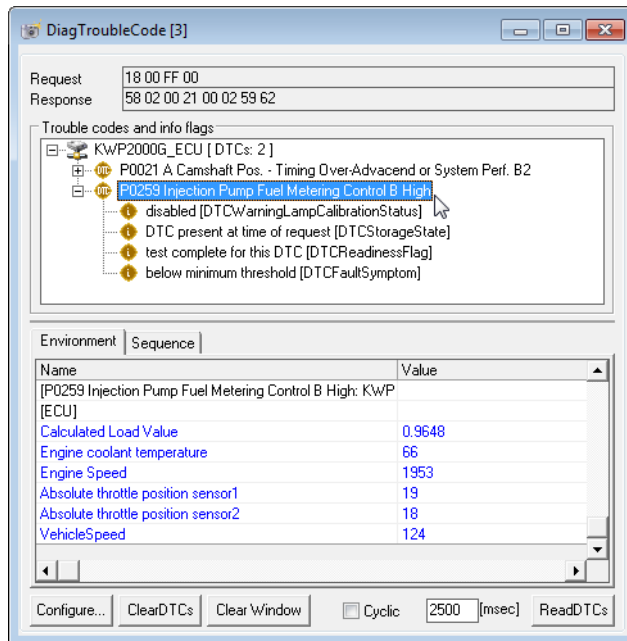 DiagTroubleCode [3]
Request 18 00 FF 00
Response 58 02 00 21 00 02 59 62
Trouble codes and info flags
KWP2000G_ECU [ DTCs: 2 ]
DTC P0021 A Camshaft Pos. - Timing Over-Advacend or System Perf. B2
DTC P0259 Injection Pump Fuel Metering Control B High
i disabled [DTCWarningLampCalibrationStatus]
i DTC present at time of request [DTCStorageState]
i test complete for this DTC [DTCReadinessFlag]
i below minimum threshold [DTCFaultSymptom]
Environment Sequence
Name Value
[P0259 Injection Pump Fuel Metering Control B High: KWP
[ECU]
Calculated Load Value 0.9648
Engine coolant temperature 66
Engine Speed 1953
Absolute throttle position sensor1 19
Absolute throttle position sensor2 18
VehicleSpeed 124
Configure... ClearDTCs Clear Window Cyclic 2500 [msec] ReadDTCs